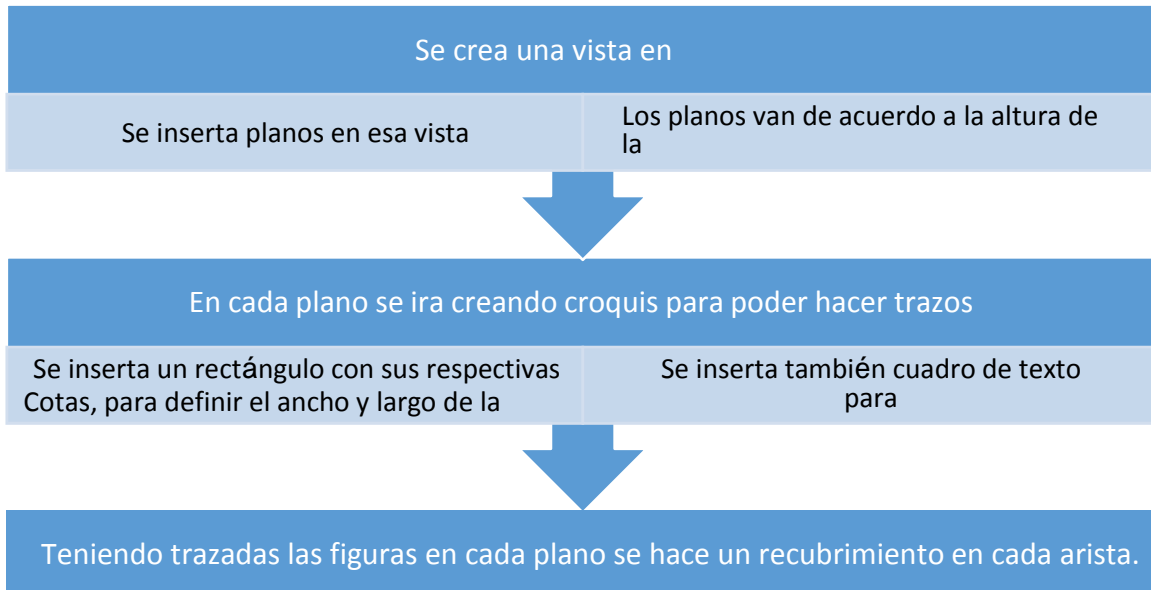 Se crea una vista en
Se inserta planos en esa vista
Los planos van de acuerdo a la altura de
la
En cada plano se ira creando croquis para poder hacer trazos
Se inserta un rectángulo con sus respectivas
Cotas, para definir el ancho y largo de la
Se inserta también cuadro de texto
para
Teniendo trazadas las figuras en cada plano se hace un recubrimiento en cada arista.